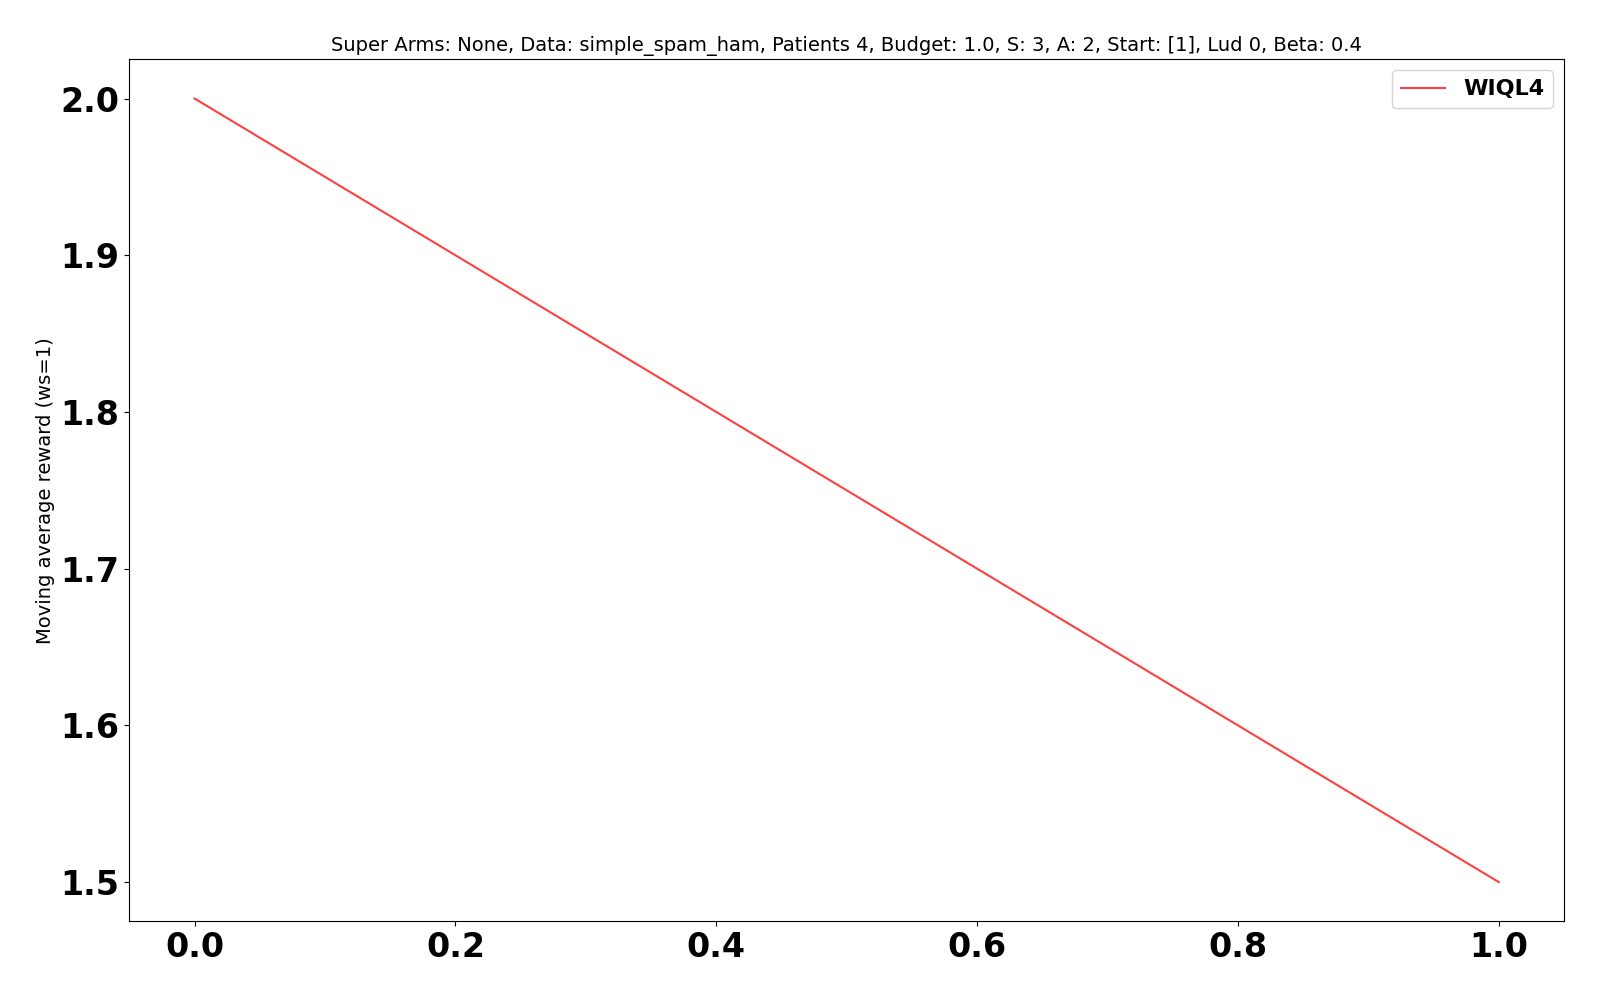 Super Arms: None, Data: simple_spam_ham, Patients 4, Budget: 1.0, S: 3, A: 2, Start: [1], Lud 0, Beta: 0.4
WIQL4
Moving average reward (ws=1)
2.0
1.9
1.8
1.7
1.6
1.5
0.0 0.2 0.4 0.6 0.8 1.0